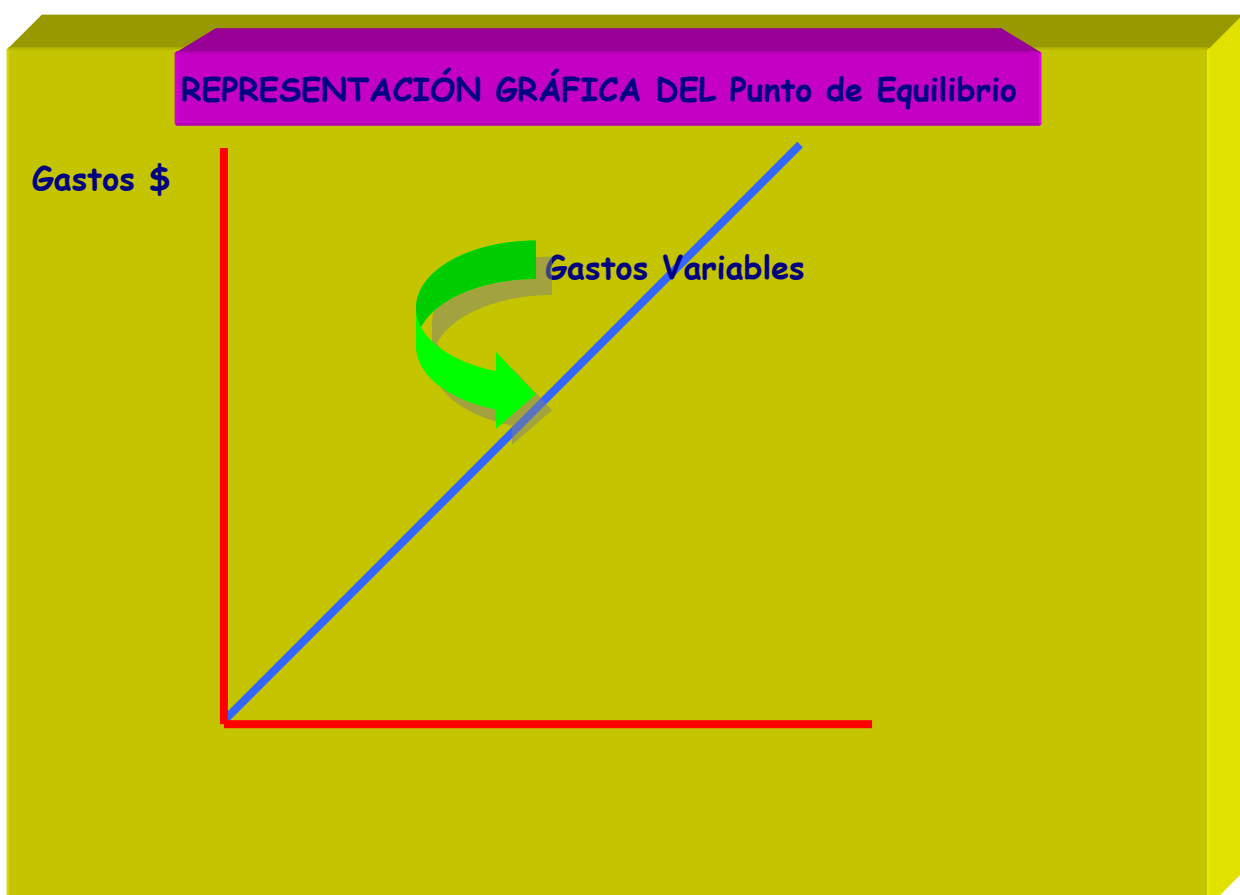 REPRESENTACIÓN GRÁFICA DEL Punto de Equilibrio
Gastos $
Gastos Variables